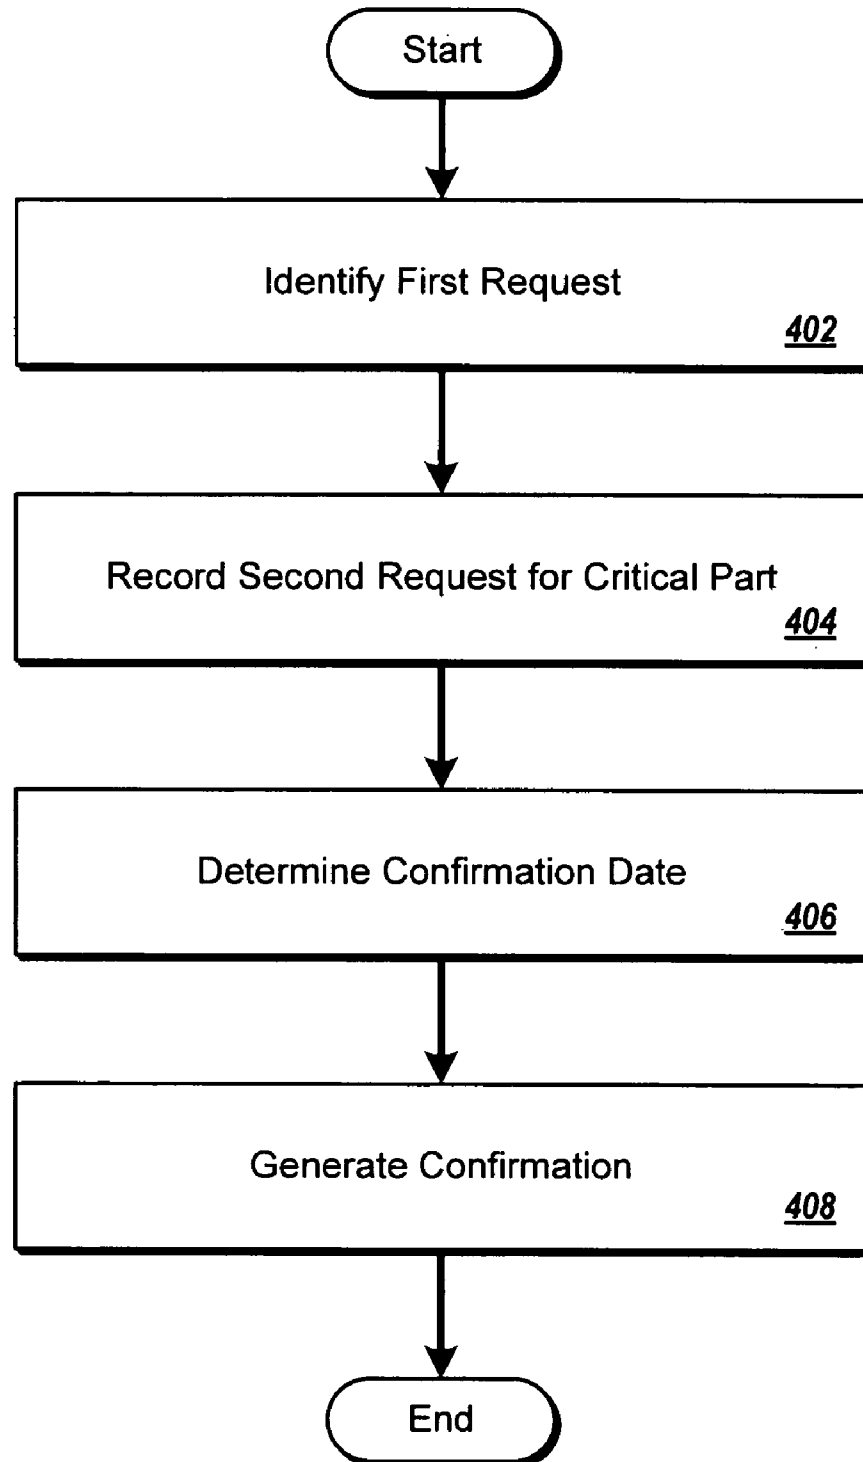 Start
Identify First Request
402
Record Second Request for Critical Part
404
Determine Confirmation Date
406
Generate Confirmation
408
End